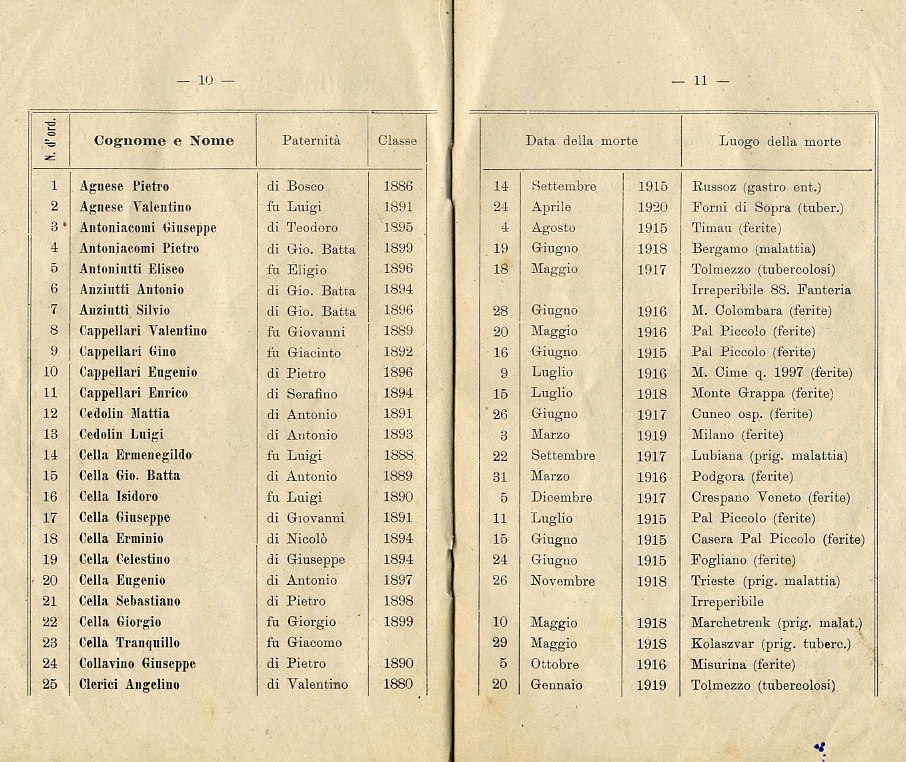 — 10 —
N. d'ord. Cognome e Nome Paternità Classe
1 Agnese Pietro di Bosco 1886
2 Agnese Valentino fu Luigi 1891
3 Antoniacomi Giuseppe di Teodoro 1895
4 Antoniacomi Pietro di Gio. Batta 1899
5 Antoniutti Eliseo fu Eligio 1896
6 Anziutti Antonio di Gio. Batta 1894
7 Anziutti Silvio di Gio. Batta 1896
8 Cappellari Valentino fu Giovanni 1889
9 Cappellari Gino fu Giacinto 1892
10 Cappellari Eugenio di Pietro 1896
11 Cappellari Enrico di Serafino 1894
12 Cedolin Mattia di Antonio 1891
13 Cedolin Luigi di Antonio 1893
14 Cella Ermenegildo fu Luigi 1888
15 Cella Gio. Batta di Antonio 1889
16 Cella Isidoro fu Luigi 1890
17 Cella Giuseppe di Giovanni 1891
18 Cella Erminio di Nicolò 1894
19 Cella Celestino di Giuseppe 1894
20 Cella Eugenio di Antonio 1897
21 Cella Sebastiano di Pietro 1898
22 Cella Giorgio fu Giorgio 1899
23 Cella Tranquillo fu Giacomo
24 Collavino Giuseppe di Pietro 1890
25 Clerici Angelino di Valentino 1880
— 11 —
Data della morte Luogo della morte
14 Settembre 1915 Russoz (gastro ent.)
24 Aprile 1920 Forni di Sopra (tuber.)
4 Agosto 1915 Timau (ferite)
19 Giugno 1918 Bergamo (malattia)
18 Maggio 1917 Tolmezzo (tubercolosi)
Irreperibile 88. Fanteria
28 Giugno 1916 M. Colombara (ferite)
20 Maggio 1916 Pal Piccolo (ferite)
16 Giugno 1915 Pal Piccolo (ferite)
9 Luglio 1916 M. Cime q. 1997 (ferite)
15 Luglio 1918 Monte Grappa (ferite)
26 Giugno 1917 Cuneo osp. (ferite)
3 Marzo 1919 Milano (ferite)
22 Settembre 1917 Lubiana (prig. malattia)
31 Marzo 1916 Podgora (ferite)
5 Dicembre 1917 Crespano Veneto (ferite)
11 Luglio 1915 Pal Piccolo (ferite)
15 Giugno 1915 Casera Pal Piccolo (ferite)
24 Giugno 1915 Fogliano (ferite)
26 Novembre 1918 Trieste (prig. malattia)
Irreperibile
10 Maggio 1918 Marchetrenk (prig. malat.)
29 Maggio 1918 Kolaszvar (prig. tuberc.)
5 Ottobre 1916 Misurina (ferite)
20 Gennaio 1919 Tolmezzo (tubercolosi)